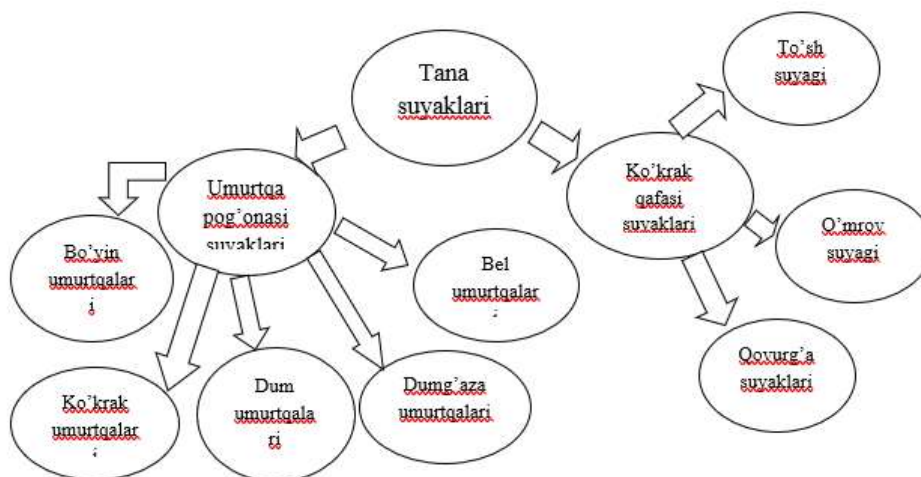 Tana
suyaklari
To’sh
suyagi
Umurtqa
pog’onasi
suyaklari
Ko’krak
qafasi
suyaklari
Bo’yin
umurtqalar
i
Bel
umurtqalar
O’mrov
suyagi
Ko’krak
umurtqalar
Dum
umurtqala
ri
Dumg’aza
umurtqalari
Qovurg’a
suyaklari